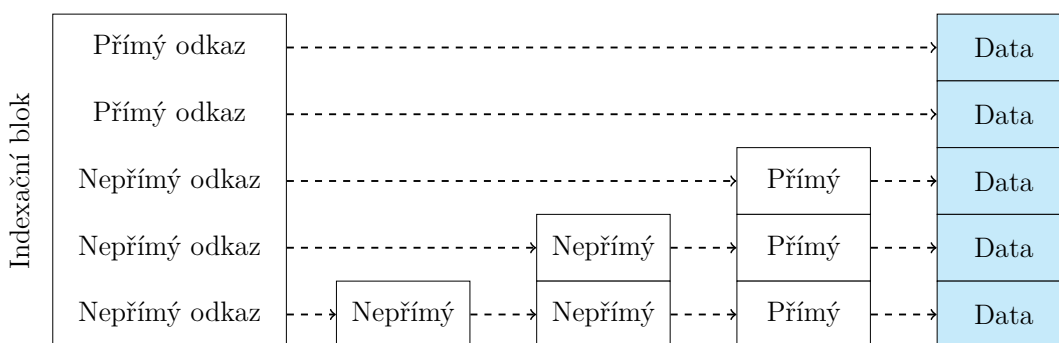 Indexační blok
Přímý odkaz Data
Přímý odkaz Data
Nepřímý odkaz Přímý Data
Nepřímý odkaz Nepřímý Přímý Data
Nepřímý odkaz Nepřímý Nepřímý Přímý Data